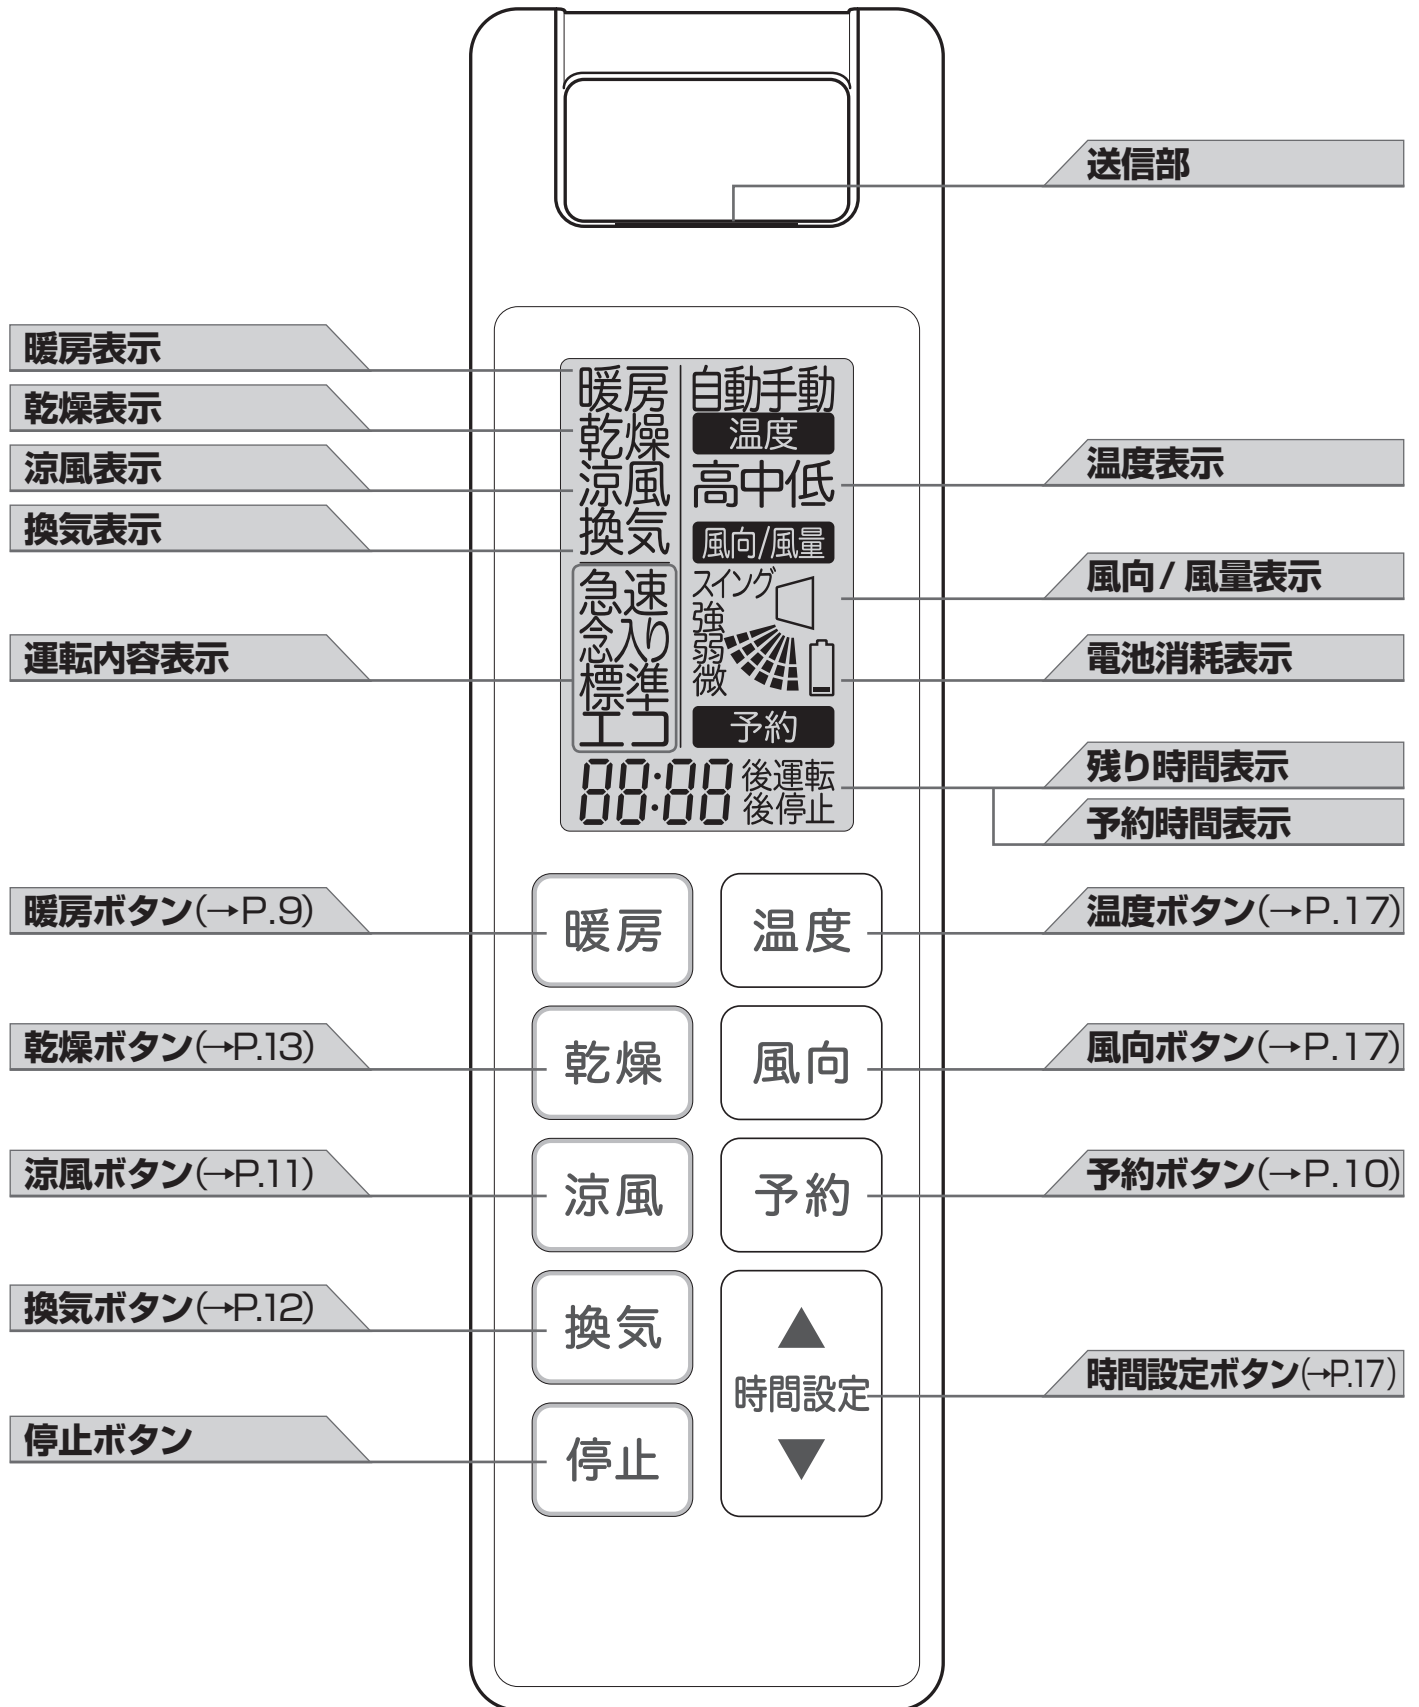 送信部
暖房表示
乾燥表示
涼風表示
換気表示
運転内容表示
暖房
乾燥
涼風
換気
急速
念入り
標準
エコ
自動手動
温度
高中低
風向/風量
スイング
強
弱
微
予約
88:88
後運転
後停止
温度表示
風向/風量表示
電池消耗表示
残り時間表示
予約時間表示
暖房ボタン(→P.9)
乾燥ボタン(→P.13)
涼風ボタン(→P.11)
換気ボタン(→P.12)
停止ボタン
暖房
温度
乾燥
風向
涼風
予約
換気
▲
時間設定
▼
停止
温度ボタン(→P.17)
風向ボタン(→P.17)
予約ボタン(→P.10)
時間設定ボタン(→P.17)